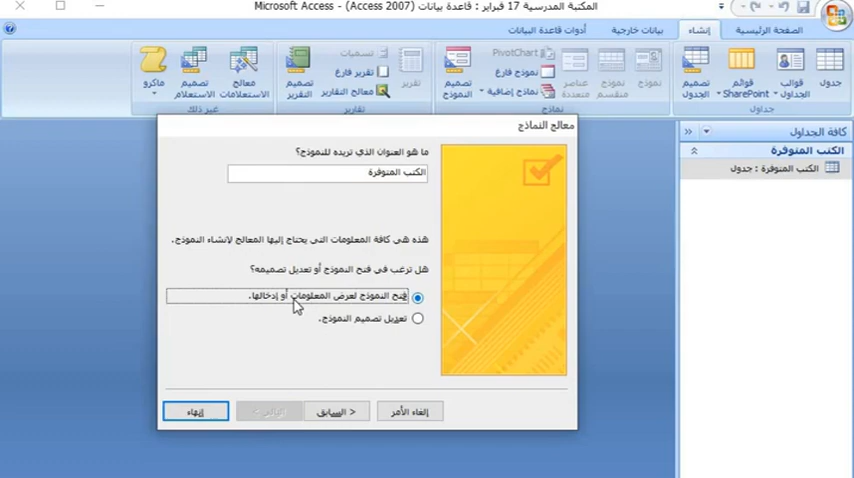 المكتبة المدرسية 17 فبراير : قاعدة بيانات (Access 2007) - Microsoft Access
الصفحة الرئيسية
إنشاء
بيانات خارجية
أدوات قاعدة البيانات
جدول
قوالب الجداول
قوائم SharePoint
تصميم الجدول
جداول
نموذج
نموذج منقسم
عناصر متعددة
PivotChart
نموذج فارغ
نماذج إضافية
تصميم النموذج
نماذج
تقرير
تسميات
تقرير فارغ
معالج التقارير
تصميم التقرير
تقارير
معالج الاستعلامات
تصميم الاستعلام
ماكرو
غير ذلك
كافة الجداول
الكتب المتوفرة
الكتب المتوفرة : جدول
معالج النماذج
ما هو العنوان الذي تريده للنموذج؟
الكتب المتوفرة
هذه هي كافة المعلومات التي يحتاج إليها المعالج لإنشاء النموذج.
هل ترغب في فتح النموذج أو تعديل تصميمه؟
فتح النموذج لعرض المعلومات أو إدخالها.
تعديل تصميم النموذج.
إلغاء الأمر
< السابق
التالي >
إنهاء